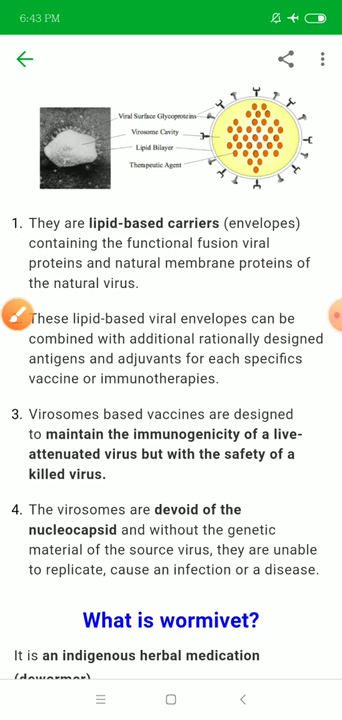 6:43 PM
Viral Surface Glycoproteins
Virosome Cavity
Lipid Bilayer
Therapeutic Agent
1. They are lipid-based carriers (envelopes)
containing the functional fusion viral
proteins and natural membrane proteins of
the natural virus.
These lipid-based viral envelopes can be
combined with additional rationally designed
antigens and adjuvants for each specifics
vaccine or immunotherapies.
3. Virosomes based vaccines are designed
to maintain the immunogenicity of a live-
attenuated virus but with the safety of a
killed virus.
4. The virosomes are devoid of the
nucleocapsid and without the genetic
material of the source virus, they are unable
to replicate, cause an infection or a disease.
What is wormivet?
It is an indigenous herbal medication
(dewormer)